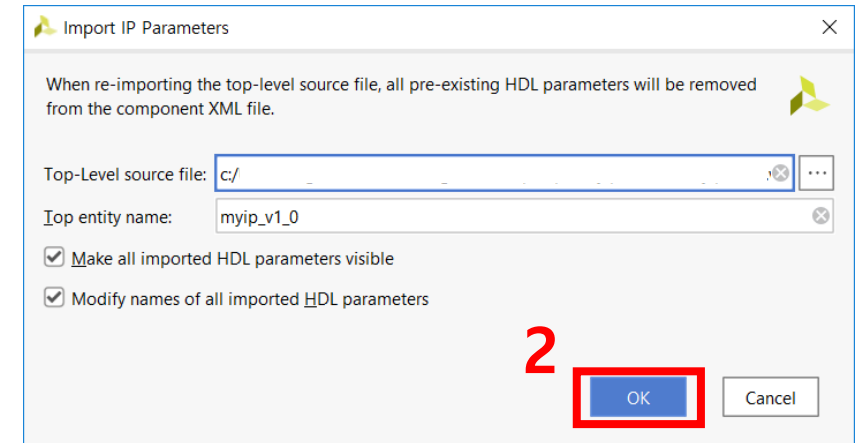 Import IP Parameters
When re-importing the top-level source file, all pre-existing HDL parameters will be removed
from the component XML file.
Top-Level source file: c:/
Top entity name: myip_v1_0
Make all imported HDL parameters visible
Modify names of all imported HDL parameters
2
OK Cancel